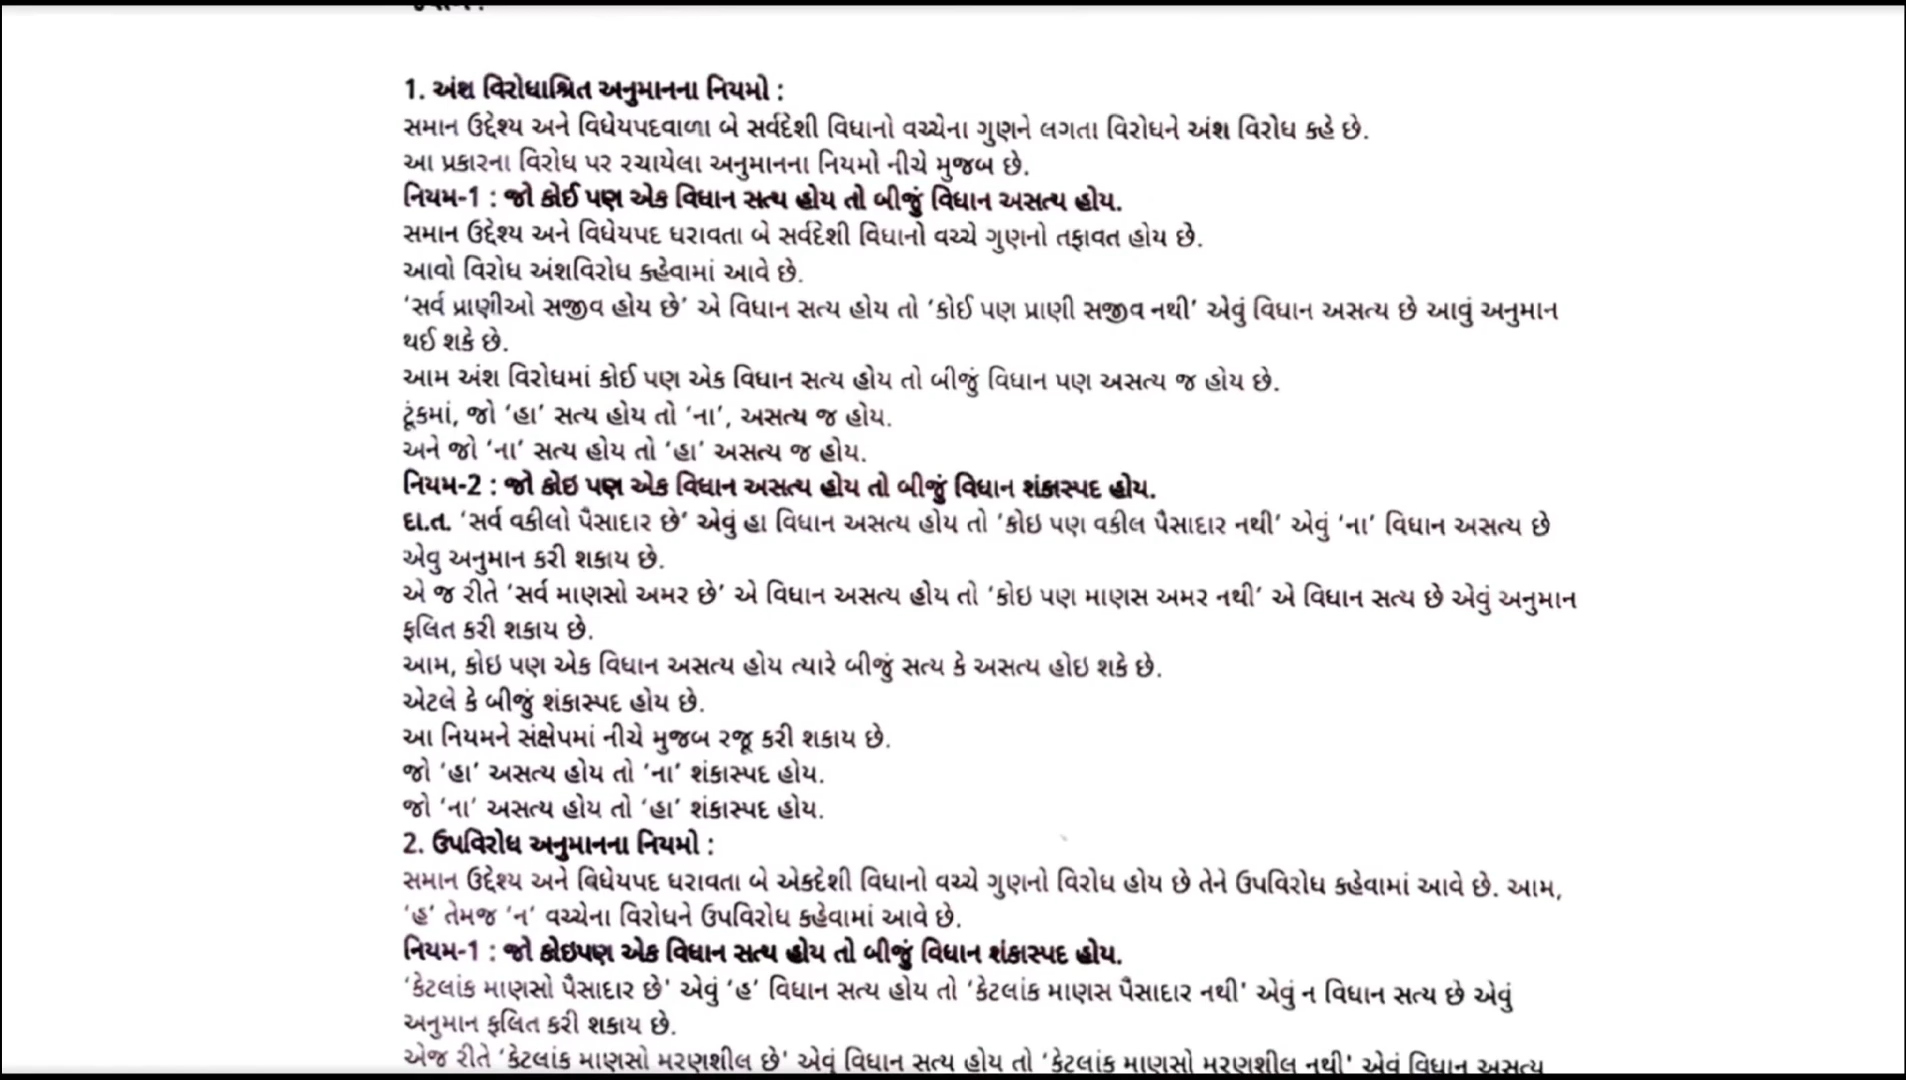 1. અંશ વિરોધાશ્રિત અનુમાનના નિયમો :
સમાન ઉદ્દેશ્ય અને વિધેયપદવાળા બે સર્વદેશી વિધાનો વચ્ચેના ગુણને લગતા વિરોધને અંશ વિરોધ કહે છે.
આ પ્રકારના વિરોધ પર રચાયેલા અનુમાનના નિયમો નીચે મુજબ છે.
નિયમ-1 : જો કોઈ પણ એક વિધાન સત્ય હોય તો બીજું વિધાન અસત્ય હોય.
સમાન ઉદ્દેશ્ય અને વિધેયપદ ધરાવતા બે સર્વદેશી વિધાનો વચ્ચે ગુણનો તફાવત હોય છે.
આવો વિરોધ અંશવિરોધ કહેવામાં આવે છે.
‘સર્વ પ્રાણીઓ સજીવ હોય છે’ એ વિધાન સત્ય હોય તો ‘કોઈ પણ પ્રાણી સજીવ નથી’ એવું વિધાન અસત્ય છે આવું અનુમાન
થઈ શકે છે.
આમ અંશ વિરોધમાં કોઈ પણ એક વિધાન સત્ય હોય તો બીજું વિધાન પણ અસત્ય જ હોય છે.
ટૂંકમાં, જો ‘હા’ સત્ય હોય તો ‘ના’, અસત્ય જ હોય.
અને જો ‘ના’ સત્ય હોય તો ‘હા’ અસત્ય જ હોય.
નિયમ-2 : જો કોઇ પણ એક વિધાન અસત્ય હોય તો બીજું વિધાન શંકાસ્પદ હોય.
દા.ત. ‘સર્વ વકીલો પૈસાદાર છે’ એવું હા વિધાન અસત્ય હોય તો ‘કોઇ પણ વકીલ પૈસાદાર નથી’ એવું ‘ના’ વિધાન અસત્ય છે
એવુ અનુમાન કરી શકાય છે.
એ જ રીતે ‘સર્વ માણસો અમર છે’ એ વિધાન અસત્ય હોય તો ‘કોઇ પણ માણસ અમર નથી’ એ વિધાન સત્ય છે એવું અનુમાન
ફલિત કરી શકાય છે.
આમ, કોઇ પણ એક વિધાન અસત્ય હોય ત્યારે બીજું સત્ય કે અસત્ય હોઇ શકે છે.
એટલે કે બીજું શંકાસ્પદ હોય છે.
આ નિયમને સંક્ષેપમાં નીચે મુજબ રજૂ કરી શકાય છે.
જો ‘હા’ અસત્ય હોય તો ‘ના’ શંકાસ્પદ હોય.
જો ‘ના’ અસત્ય હોય તો ‘હા’ શંકાસ્પદ હોય.
2. ઉપવિરોધ અનુમાનના નિયમો :
સમાન ઉદ્દેશ્ય અને વિધેયપદ ધરાવતા બે એકદેશી વિધાનો વચ્ચે ગુણનો વિરોધ હોય છે તેને ઉપવિરોધ કહેવામાં આવે છે. આમ,
‘હ’ તેમજ ‘ન’ વચ્ચેના વિરોધને ઉપવિરોધ કહેવામાં આવે છે.
નિયમ-1 : જો કોઇપણ એક વિધાન સત્ય હોય તો બીજું વિધાન શંકાસ્પદ હોય.
‘કેટલાંક માણસો પૈસાદાર છે’ એવું ‘હ’ વિધાન સત્ય હોય તો ‘કેટલાંક માણસ પૈસાદાર નથી’ એવું ન વિધાન સત્ય છે એવું
અનુમાન ફલિત કરી શકાય છે.
એજ રીતે ‘કેટલાંક માણસો મરણશીલ છે’ એવું વિધાન સત્ય હોય તો ‘કેટલાંક માણસો મરણશીલ નથી’ એવું વિધાન અસત્ય